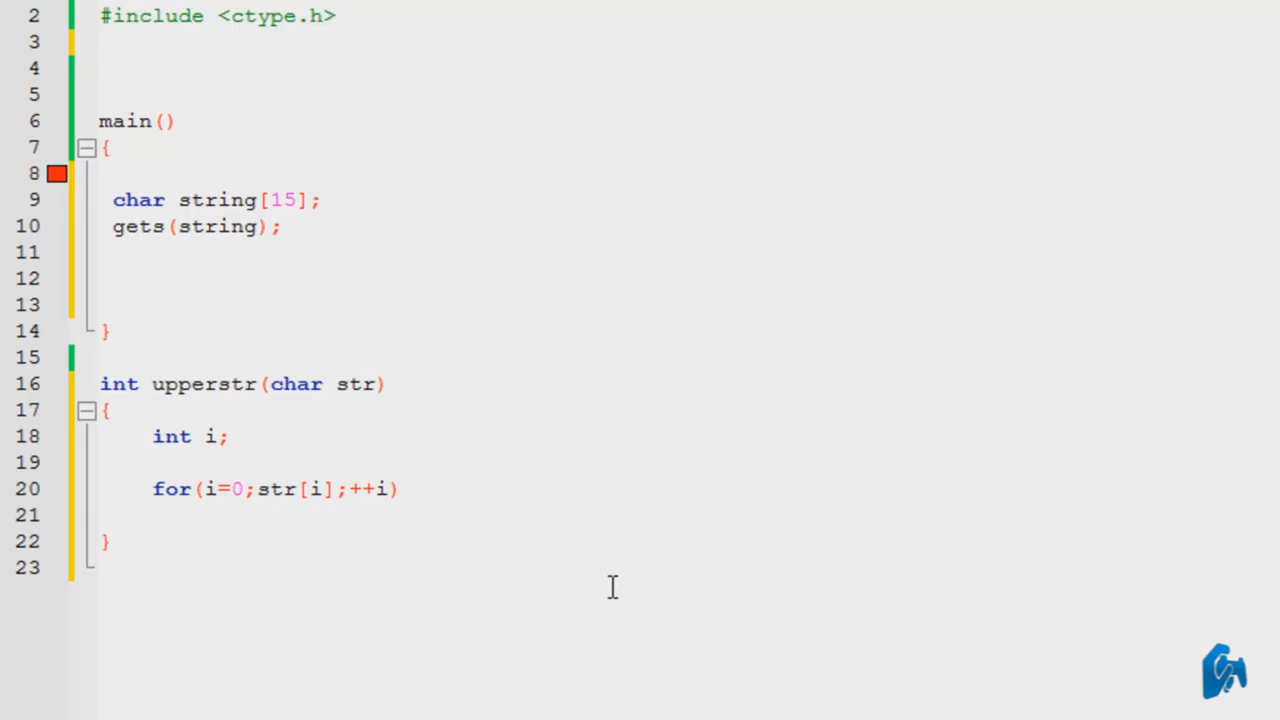 2 #include <ctype.h>
3
4
5
6 main()
7 {
8
9 char string[15];
10 gets(string);
11
12
13
14 }
15
16 int upperstr(char str)
17 {
18 int i;
19
20 for(i=0;str[i];++i)
21
22 }
23